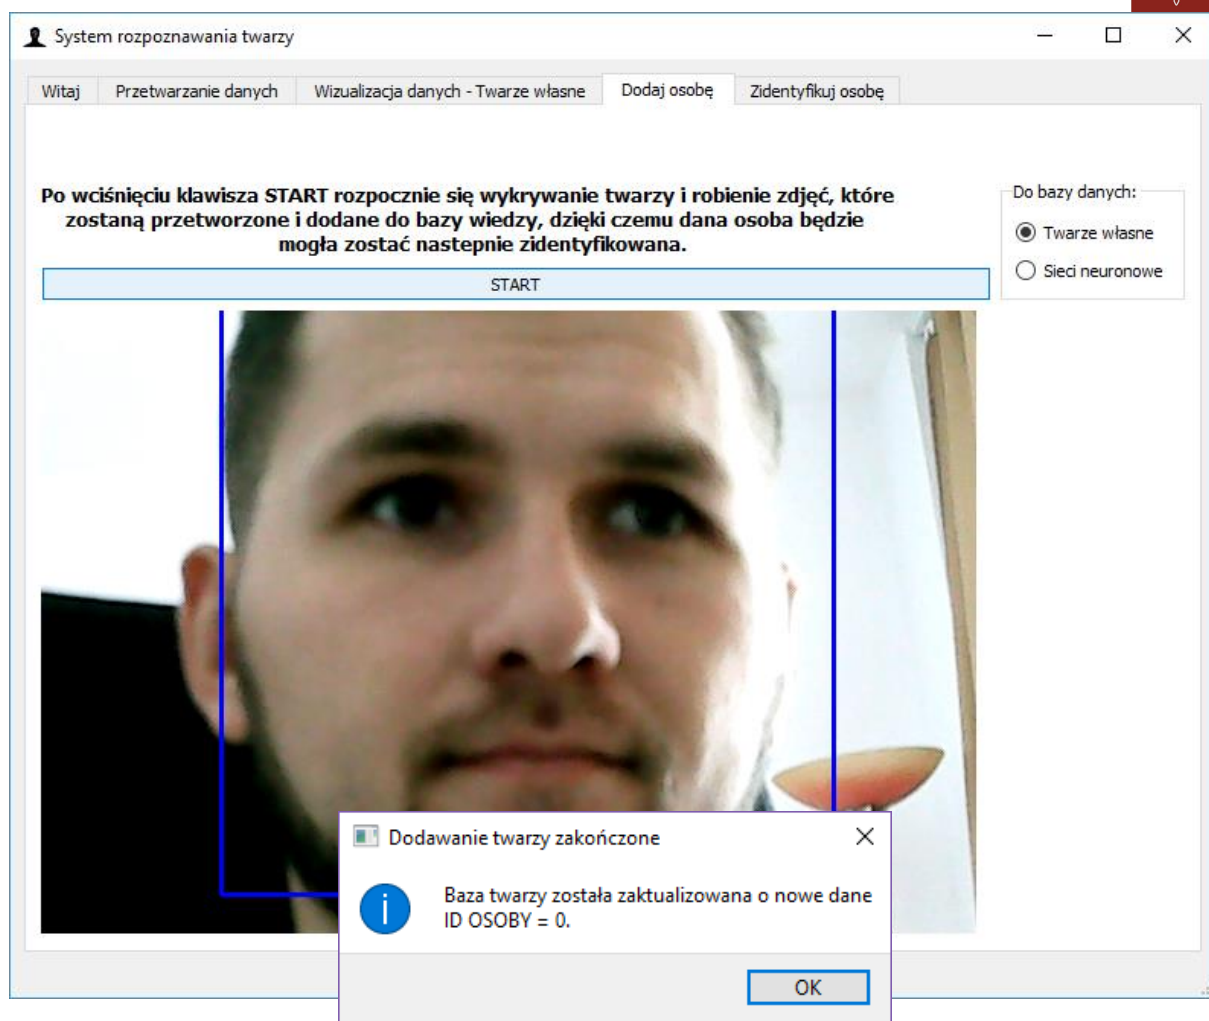 System rozpoznawania twarzy
Witaj
Przetwarzanie danych
Wizualizacja danych - Twarze własne
Dodaj osobę
Zidentyfikuj osobę
Po wciśnięciu klawisza START rozpocznie się wykrywanie twarzy i robienie zdjęć, które
zostaną przetworzone i dodane do bazy wiedzy, dzięki czemu dana osoba będzie
mogła zostać nastepnie zidentyfikowana.
START
Do bazy danych:
Twarze własne
Sieci neuronowe
Dodawanie twarzy zakończone
Baza twarzy została zaktualizowana o nowe dane
ID OSOBY = 0.
OK